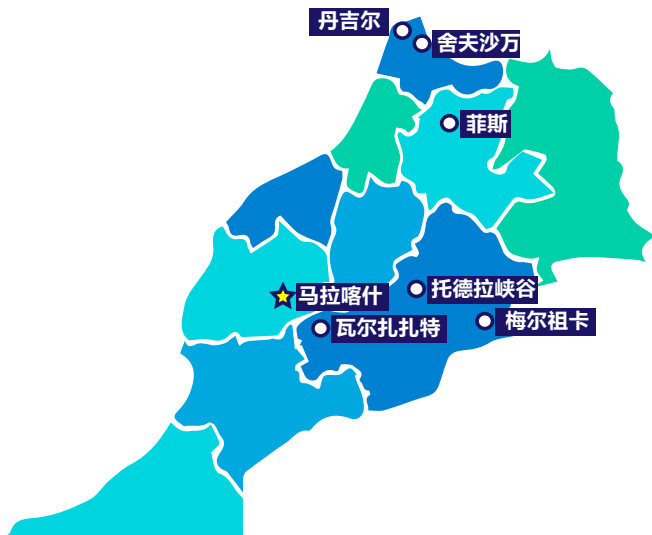 丹吉尔
舍夫沙万
菲斯
马拉喀什
托德拉峡谷
瓦尔扎扎特
梅尔祖卡